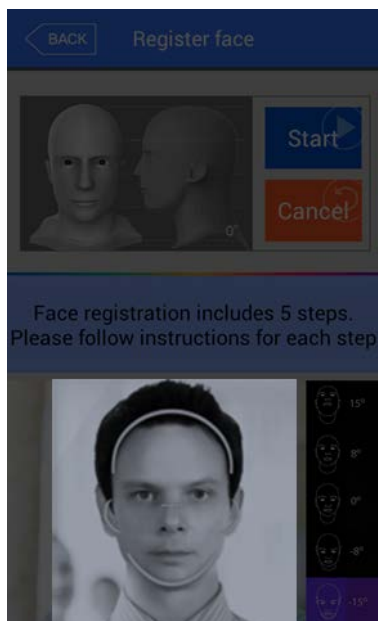 BACK
Register face
Start
Cancel
0°
Face registration includes 5 steps.
Please follow instructions for each step
15°
8°
0°
-8°
-15°